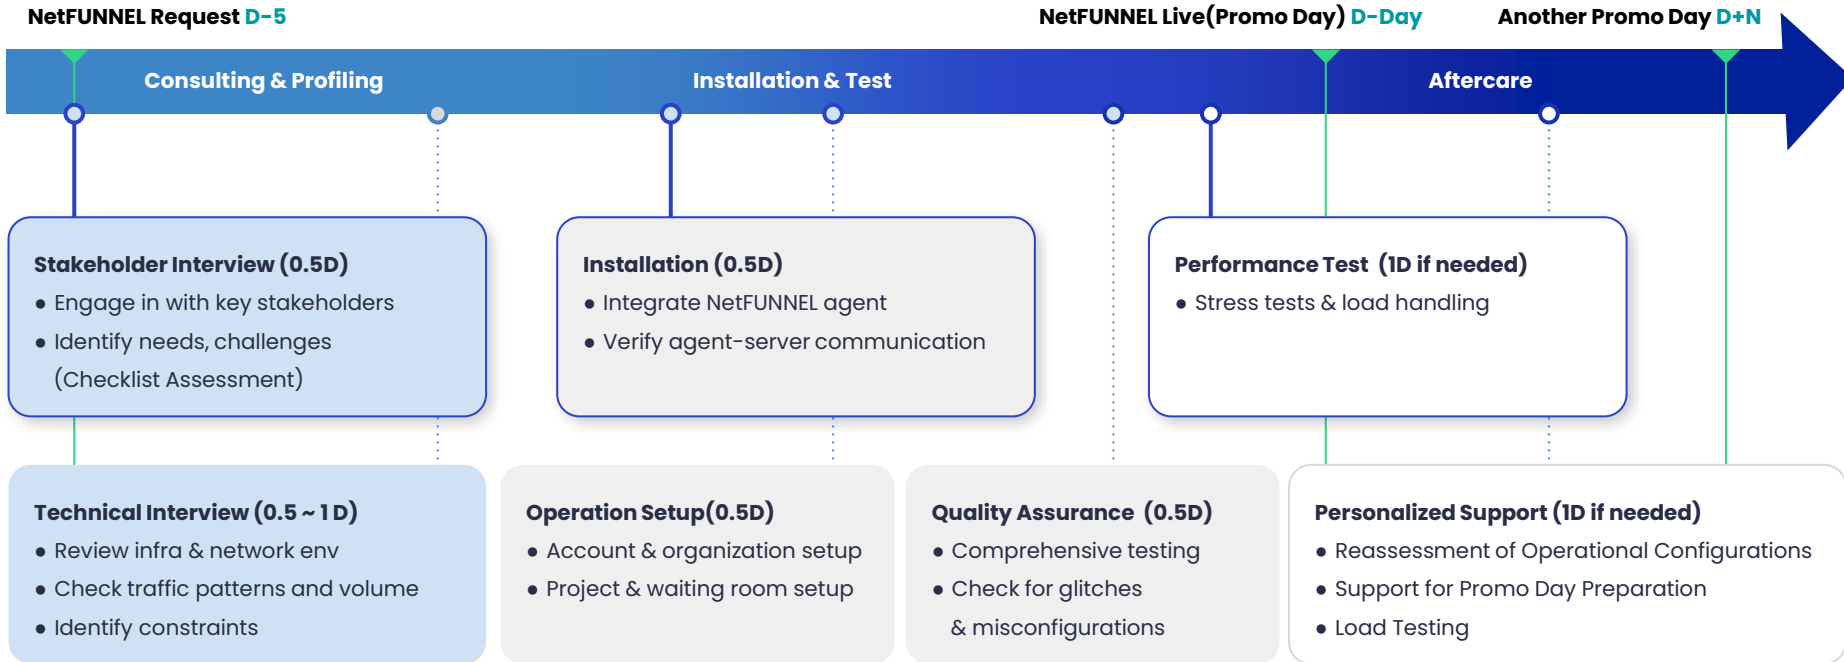 NetFUNNEL Request D-5
NetFUNNEL Live(Promo Day) D-Day
Another Promo Day D+N
Consulting & Profiling
Installation & Test
Aftercare
Stakeholder Interview (0.5D)
● Engage in with key stakeholders
● Identify needs, challenges
(Checklist Assessment)
Installation (0.5D)
● Integrate NetFUNNEL agent
● Verify agent-server communication
Performance Test (1D if needed)
● Stress tests & load handling
Technical Interview (0.5 ~ 1 D)
● Review infra & network env
● Check traffic patterns and volume
● Identify constraints
Operation Setup(0.5D)
● Account & organization setup
● Project & waiting room setup
Quality Assurance (0.5D)
● Comprehensive testing
● Check for glitches
& misconfigurations
Personalized Support (1D if needed)
● Reassessment of Operational Configurations
● Support for Promo Day Preparation
● Load Testing